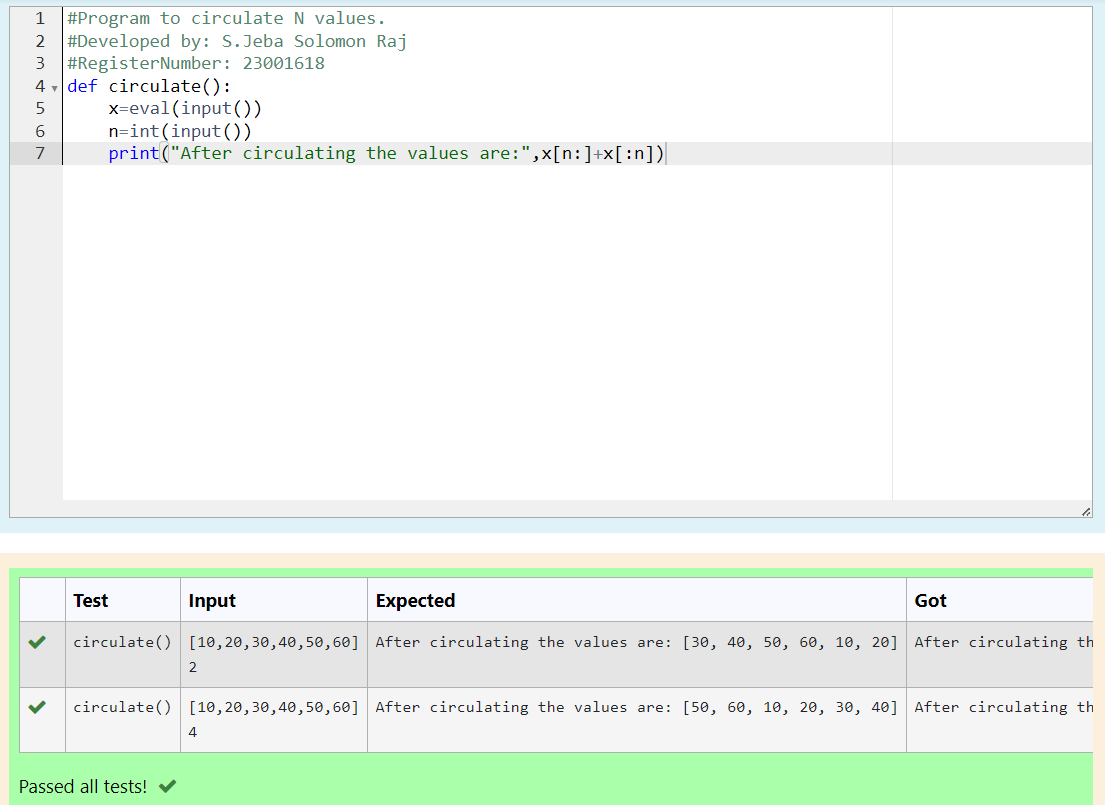 1 #Program to circulate N values.
2 #Developed by: S.Jeba Solomon Raj
3 #RegisterNumber: 23001618
4 def circulate():
5     x=eval(input())
6     n=int(input())
7     print("After circulating the values are:",x[n:]+x[:n])
Test Input Expected Got
circulate() [10,20,30,40,50,60] After circulating the values are: [30, 40, 50, 60, 10, 20] After circulating th
2
circulate() [10,20,30,40,50,60] After circulating the values are: [50, 60, 10, 20, 30, 40] After circulating th
4
Passed all tests!